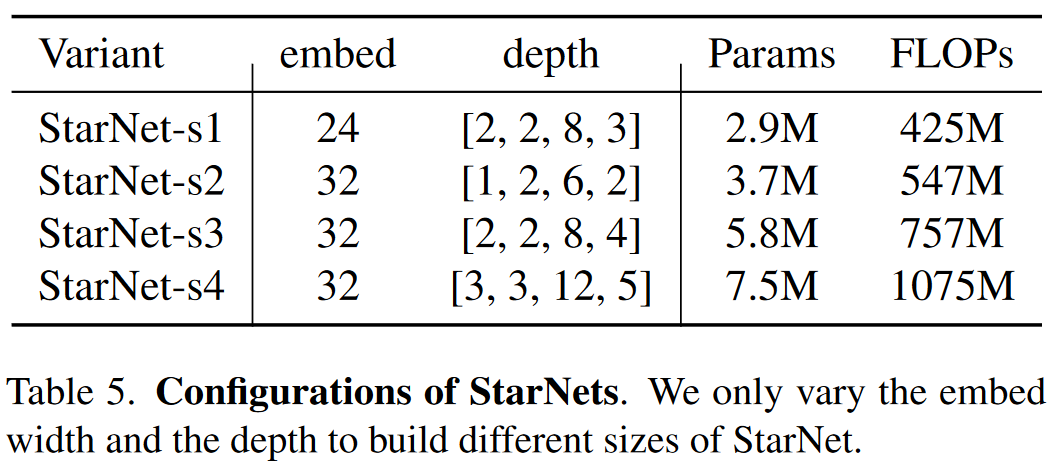 Variant embed depth Params FLOPs
StarNet-s1 24 [2, 2, 8, 3] 2.9M 425M
StarNet-s2 32 [1, 2, 6, 2] 3.7M 547M
StarNet-s3 32 [2, 2, 8, 4] 5.8M 757M
StarNet-s4 32 [3, 3, 12, 5] 7.5M 1075M
Table 5. Configurations of StarNets. We only vary the embed
width and the depth to build different sizes of StarNet.